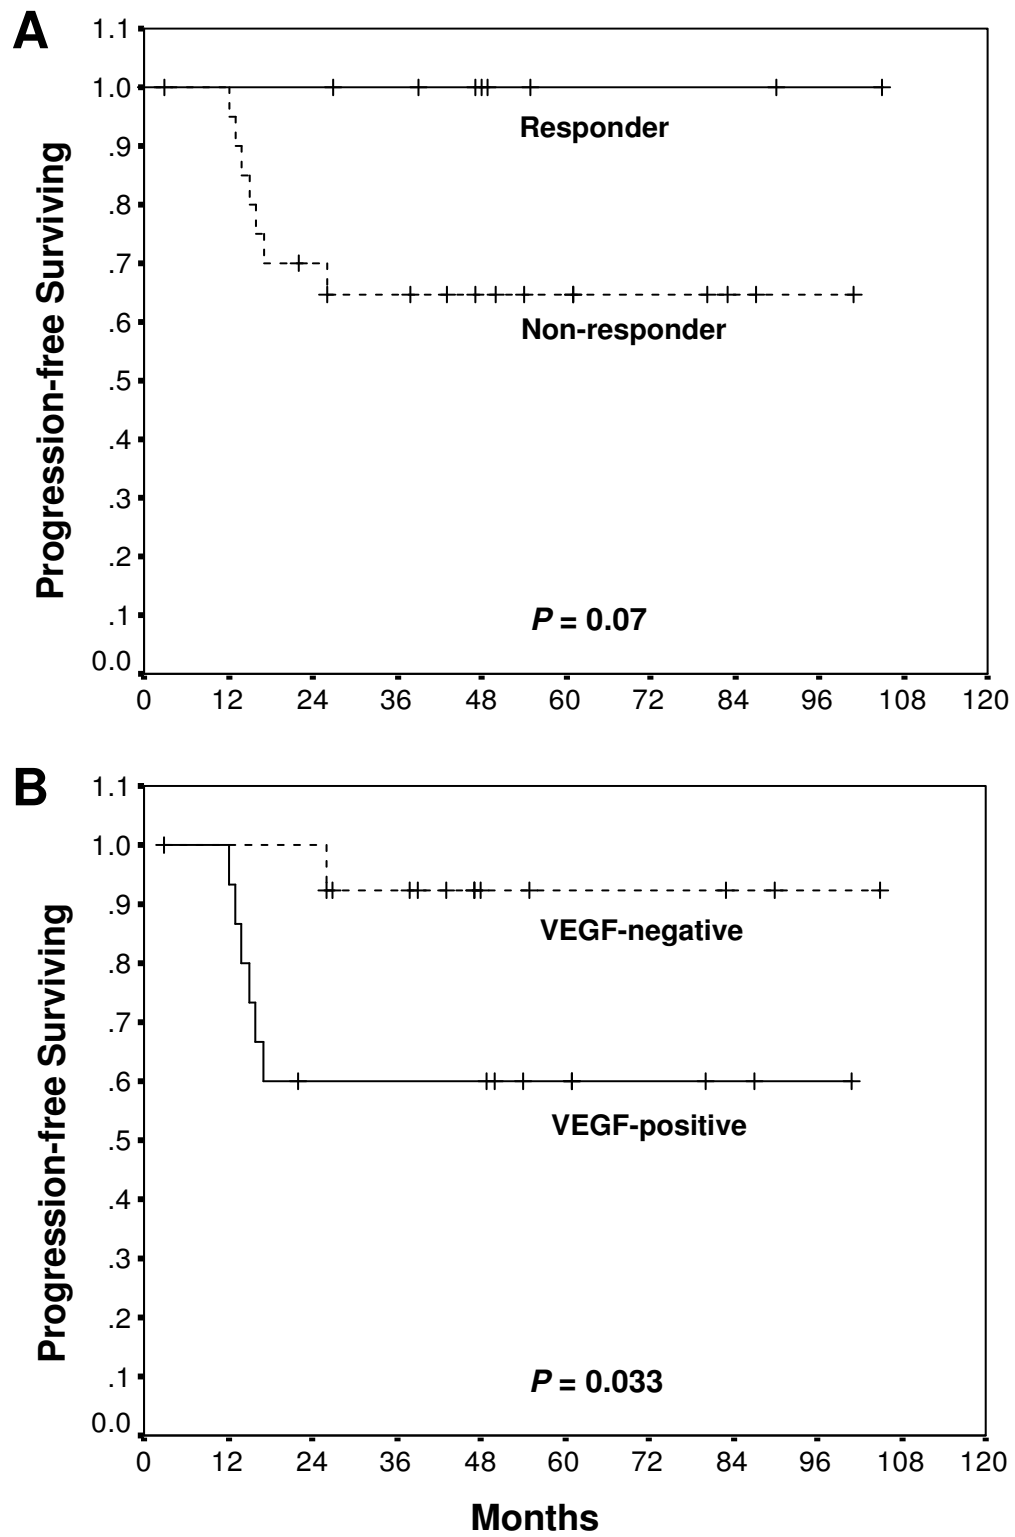 A
1.1
1.0
.9
.8
.7
.6
.5
.4
.3
.2
.1
0.0
Progression-free Surviving
Responder
Non-responder
P = 0.07
0 12 24 36 48 60 72 84 96 108 120
B
1.1
1.0
.9
.8
.7
.6
.5
.4
.3
.2
.1
0.0
Progression-free Surviving
VEGF-negative
VEGF-positive
P = 0.033
0 12 24 36 48 60 72 84 96 108 120
Months